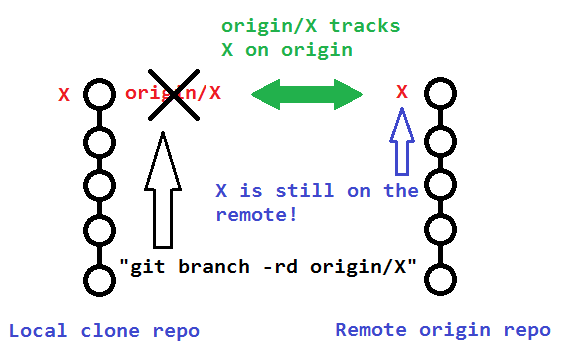 origin/X tracks
X on origin
X origin/X X
X is still on the
remote!
"git branch -rd origin/X"
Local clone repo Remote origin repo